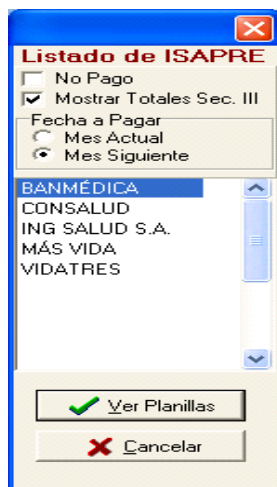 Listado de ISAPRE
No Pago
Mostrar Totales Sec. III
Fecha a Pagar
Mes Actual
Mes Siguiente
BANMÉDICA
CONSALUD
ING SALUD S.A.
MÁS VIDA
VIDATRES
Ver Planillas
Cancelar